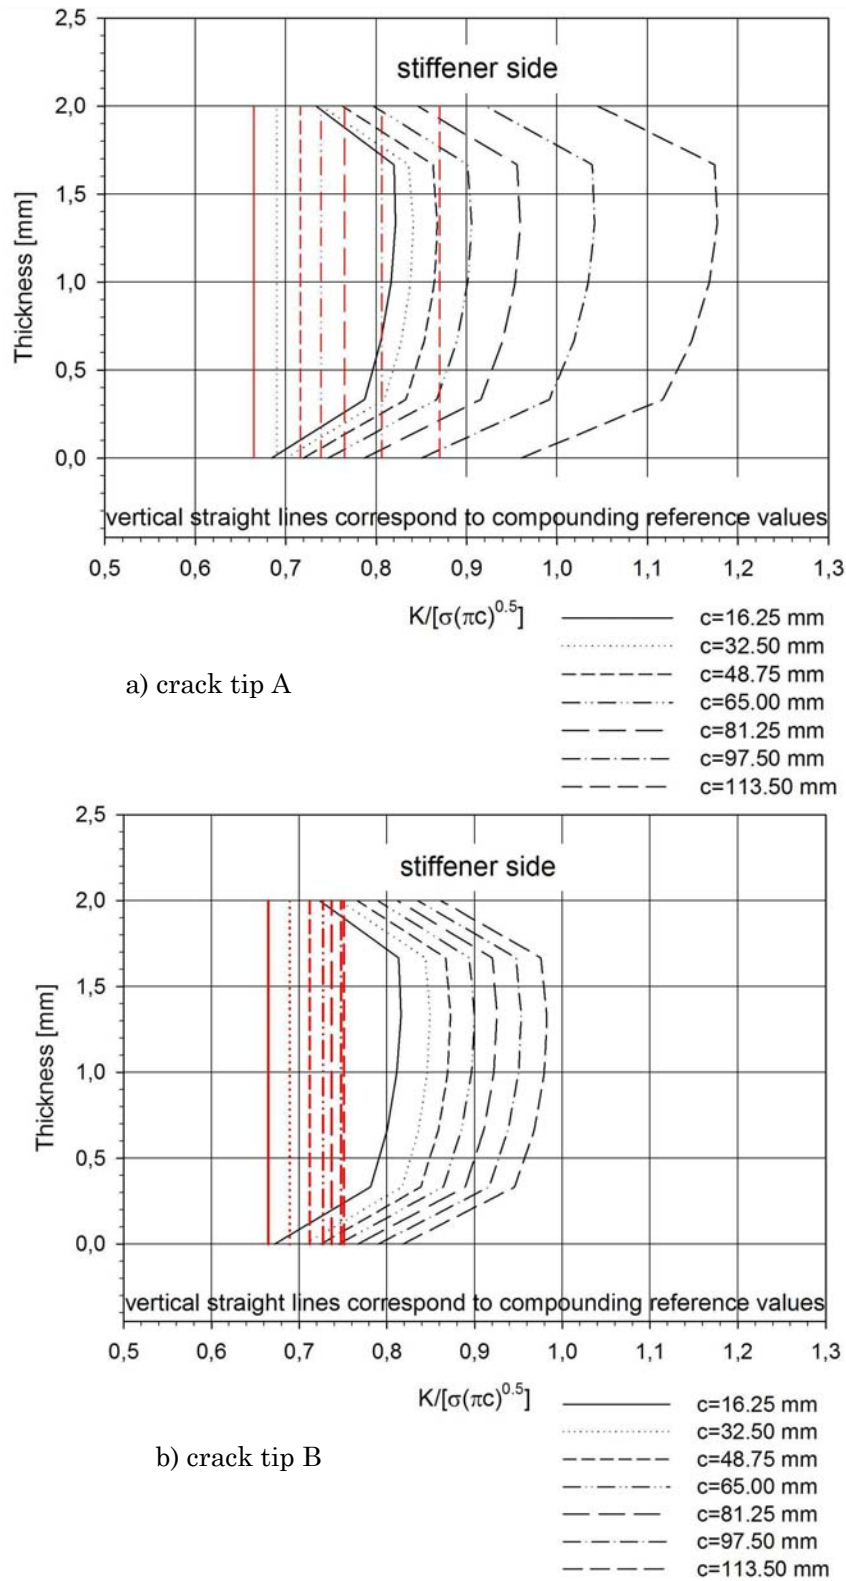 2,5
stiffener side
2,0
1,5
Thickness [mm]
1,0
0,5
0,0
vertical straight lines correspond to compounding reference values
0,5 0,6 0,7 0,8 0,9 1,0 1,1 1,2 1,3
K/[σ(πc)^0.5]
c=16.25 mm
c=32.50 mm
c=48.75 mm
c=65.00 mm
c=81.25 mm
c=97.50 mm
c=113.50 mm
a) crack tip A
2,5
stiffener side
2,0
1,5
Thickness [mm]
1,0
0,5
0,0
vertical straight lines correspond to compounding reference values
0,5 0,6 0,7 0,8 0,9 1,0 1,1 1,2 1,3
K/[σ(πc)^0.5]
c=16.25 mm
c=32.50 mm
c=48.75 mm
c=65.00 mm
c=81.25 mm
c=97.50 mm
c=113.50 mm
b) crack tip B